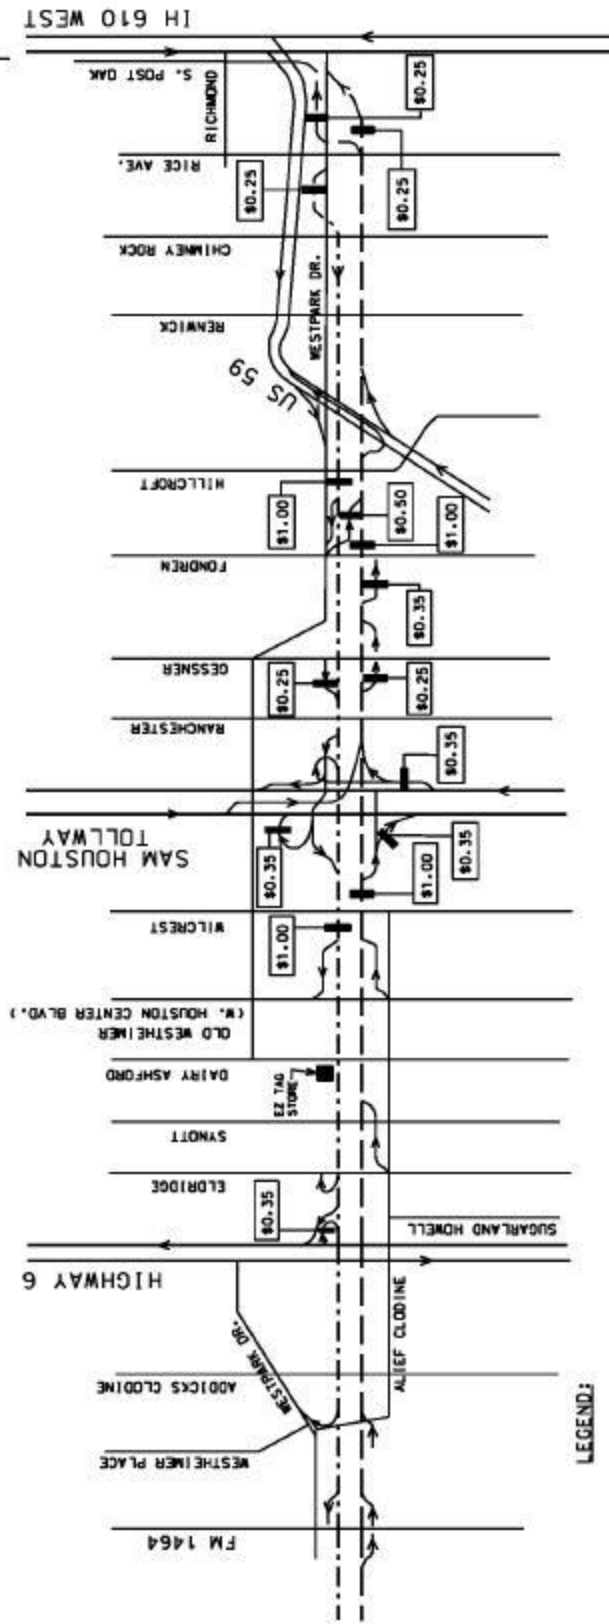 IH 610 WEST
S. POST OAK
RICHMOND
$0.25
RICE AVE.
$0.25
$0.25
CHIMNEY ROCK
WESTPARK DR.
RENWICK
US 59
HILLCROFT
$1.00
$0.50
$1.00
FONDREN
$0.35
GESSNER
$0.25
$0.25
RANCHESTER
$0.35
SAM HOUSTON
TOLLWAY
$0.35
$0.35
$1.00
WILCREST
$1.00
OLD WESTHEIMER
(W. HOUSTON CENTER BLVD.)
DAIRY ASHFORD
EZ TAG
STORE
SYNOTT
ELDRIDGE
$0.35
SUGARLAND HOWELL
HIGHWAY 6
WESTPARK DR.
ALIEF CLODINE
ADDICKS CLODINE
WESTHEIMER PLACE
FM 1464
LEGEND: